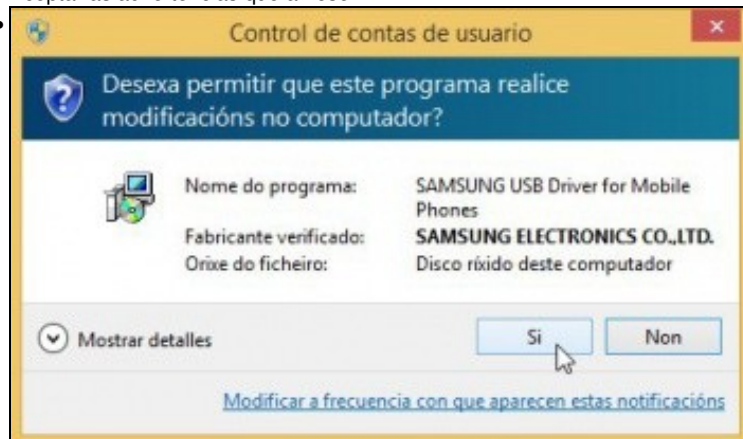 Control de contas de usuario
Desexa permitir que este programa realice
modificacións no computador?
Nome do programa: SAMSUNG USB Driver for Mobile
Phones
Fabricante verificado: SAMSUNG ELECTRONICS CO.,LTD.
Orixe do ficheiro: Disco ríxido deste computador
Mostrar detalles
Si Non
Modificar a frecuencia con que aparecen estas notificacións